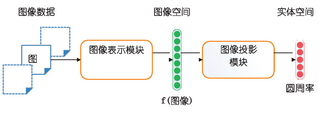 图像数据
图像空间
实体空间
图
图像表示模块
图像投影
模块
f(图像)
圆周率